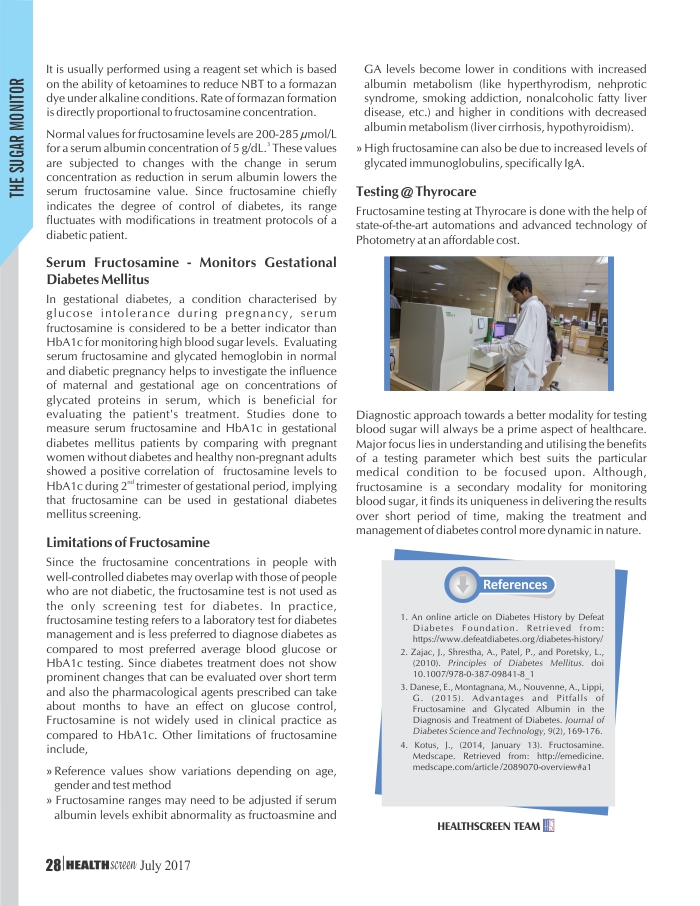 THE SUGAR MONITOR
It is usually performed using a reagent set which is based
on the ability of ketoamines to reduce NBT to a formazan
dye under alkaline conditions. Rate of formazan formation
is directly proportional to fructosamine concentration.
Normal values for fructosamine levels are 200-285 µmol/L
for a serum albumin concentration of 5 g/dL.³ These values
are subjected to changes with the change in serum
concentration as reduction in serum albumin lowers the
serum fructosamine value. Since fructosamine chiefly
indicates the degree of control of diabetes, its range
fluctuates with modifications in treatment protocols of a
diabetic patient.
Serum Fructosamine - Monitors Gestational
Diabetes Mellitus
In gestational diabetes, a condition characterised by
glucose intolerance during pregnancy, serum
fructosamine is considered to be a better indicator than
HbA1c for monitoring high blood sugar levels. Evaluating
serum fructosamine and glycated hemoglobin in normal
and diabetic pregnancy helps to investigate the influence
of maternal and gestational age on concentrations of
glycated proteins in serum, which is beneficial for
evaluating the patient's treatment. Studies done to
measure serum fructosamine and HbA1c in gestational
diabetes mellitus patients by comparing with pregnant
women without diabetes and healthy non-pregnant adults
showed a positive correlation of fructosamine levels to
HbA1c during 2nd trimester of gestational period, implying
that fructosamine can be used in gestational diabetes
mellitus screening.
Limitations of Fructosamine
Since the fructosamine concentrations in people with
well-controlled diabetes may overlap with those of people
who are not diabetic, the fructosamine test is not used as
the only screening test for diabetes. In practice,
fructosamine testing refers to a laboratory test for diabetes
management and is less preferred to diagnose diabetes as
compared to most preferred average blood glucose or
HbA1c testing. Since diabetes treatment does not show
prominent changes that can be evaluated over short term
and also the pharmacological agents prescribed can take
about months to have an effect on glucose control,
Fructosamine is not widely used in clinical practice as
compared to HbA1c. Other limitations of fructosamine
include,
» Reference values show variations depending on age,
gender and test method
» Fructosamine ranges may need to be adjusted if serum
albumin levels exhibit abnormality as fructoasmine and
GA levels become lower in conditions with increased
albumin metabolism (like hyperthyrodism, nehprotic
syndrome, smoking addiction, nonalcoholic fatty liver
disease, etc.) and higher in conditions with decreased
albumin metabolism (liver cirrhosis, hypothyroidism).
» High fructosamine can also be due to increased levels of
glycated immunoglobulins, specifically IgA.
Testing @ Thyrocare
Fructosamine testing at Thyrocare is done with the help of
state-of-the-art automations and advanced technology of
Photometry at an affordable cost.
Diagnostic approach towards a better modality for testing
blood sugar will always be a prime aspect of healthcare.
Major focus lies in understanding and utilising the benefits
of a testing parameter which best suits the particular
medical condition to be focused upon. Although,
fructosamine is a secondary modality for monitoring
blood sugar, it finds its uniqueness in delivering the results
over short period of time, making the treatment and
management of diabetes control more dynamic in nature.
References
1. An online article on Diabetes History by Defeat
Diabetes Foundation. Retrieved from:
https://www.defeatdiabetes.org/diabetes-history/
2. Zajac, J., Shrestha, A., Patel, P., and Poretsky, L.,
(2010). Principles of Diabetes Mellitus. doi
10.1007/978-0-387-09841-8_1
3. Danese, E., Montagnana, M., Nouvenne, A., Lippi,
G. (2015). Advantages and Pitfalls of
Fructosamine and Glycated Albumin in the
Diagnosis and Treatment of Diabetes. Journal of
Diabetes Science and Technology, 9(2), 169-176.
4. Kotus, J., (2014, January 13). Fructosamine.
Medscape. Retrieved from: http://emedicine.
medscape.com/article/2089070-overview#a1
HEALTHSCREEN TEAM
28 HEALTHscreen July 2017